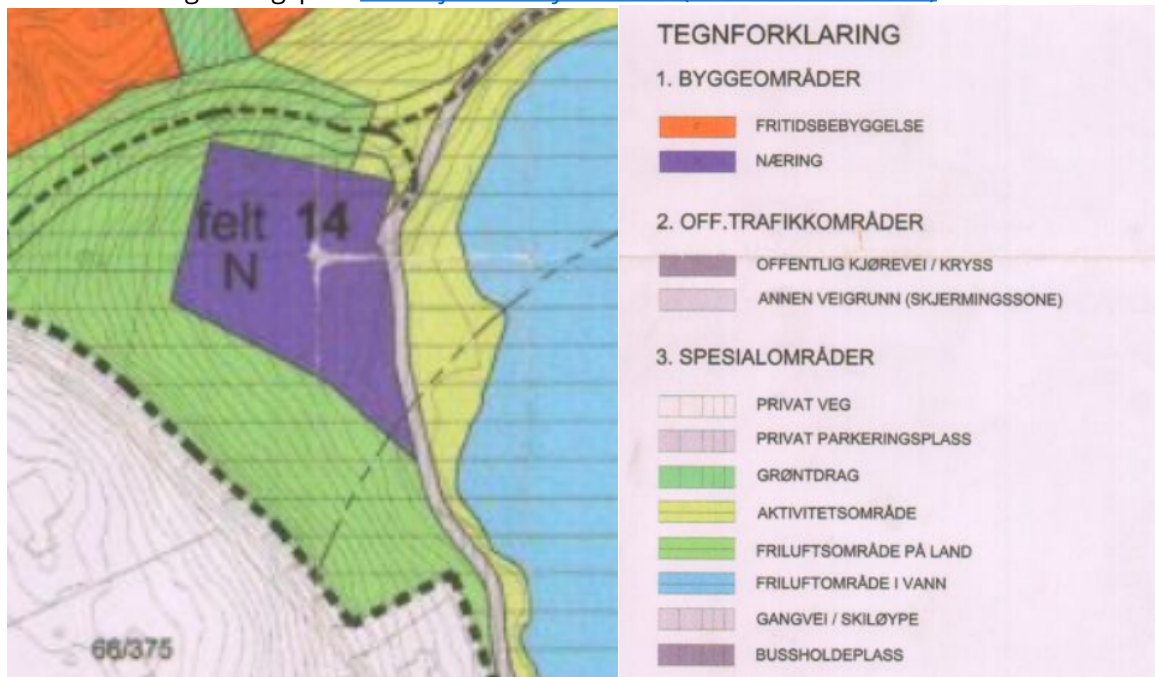 felt 14
N
66/375
TEGNFORKLARING
1. BYGGEOMRÅDER
FRITIDSBEBYGGELSE
NÆRING
2. OFF.TRAFIKKOMRÅDER
OFFENTLIG KJØREVEI / KRYSS
ANNEN VEIGRUNN (SKJERMINGSSONE)
3. SPESIALOMRÅDER
PRIVAT VEG
PRIVAT PARKERINGSPLASS
GRØNTDRAG
AKTIVITETSOMRÅDE
FRILUFTSOMRÅDE PÅ LAND
FRILUFTOMRÅDE I VANN
GANGVEI / SKILØYPE
BUSSHOLDEPLASS